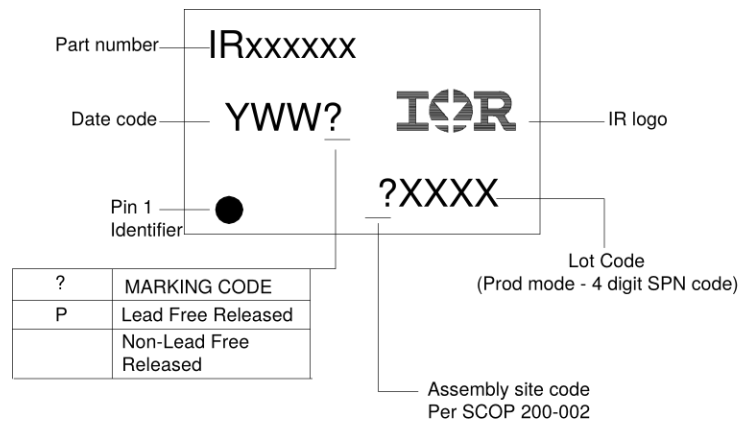 Part number
IRxxxxxx
Date code
YWW?
IOR
IR logo
?XXXX
Pin 1
Identifier
Lot Code
(Prod mode - 4 digit SPN code)
? MARKING CODE
P Lead Free Released
Non-Lead Free
Released
Assembly site code
Per SCOP 200-002